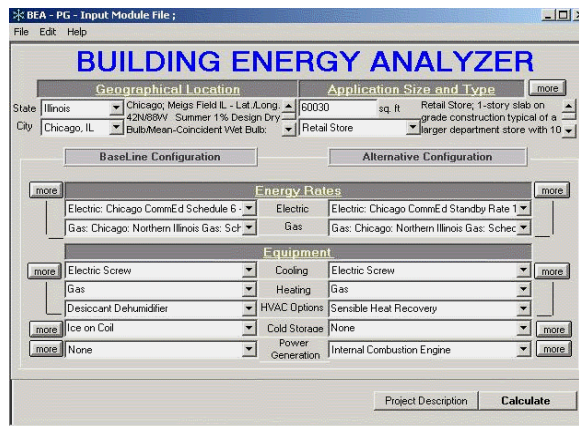 BEA - PG - Input Module File ;
File Edit Help
BUILDING ENERGY ANALYZER
Geographical Location
Application Size and Type
more
State
Illinois
Chicago; Meigs Field IL - Lat./Long.
42N/88W Summer 1% Design Dry
Bulb/Mean-Coincident Wet Bulb:
60030
sq. ft
Retail Store; 1-story slab on
grade construction typical of a
larger department store with 10
City
Chicago, IL
Retail Store
BaseLine Configuration
Alternative Configuration
more
Energy Rates
more
Electric: Chicago CommEd Schedule 6 -
Electric
Electric: Chicago CommEd Standby Rate 1
Gas: Chicago: Northern Illinois Gas: Sch
Gas
Gas: Chicago: Northern Illinois Gas: Sched
Equipment
more
Electric Screw
Cooling
Electric Screw
more
Gas
Heating
Gas
Desiccant Dehumidifier
HVAC Options
Sensible Heat Recovery
more
Ice on Coil
Cold Storage
None
more
more
None
Power
Generation
Internal Combustion Engine
more
Project Description
Calculate